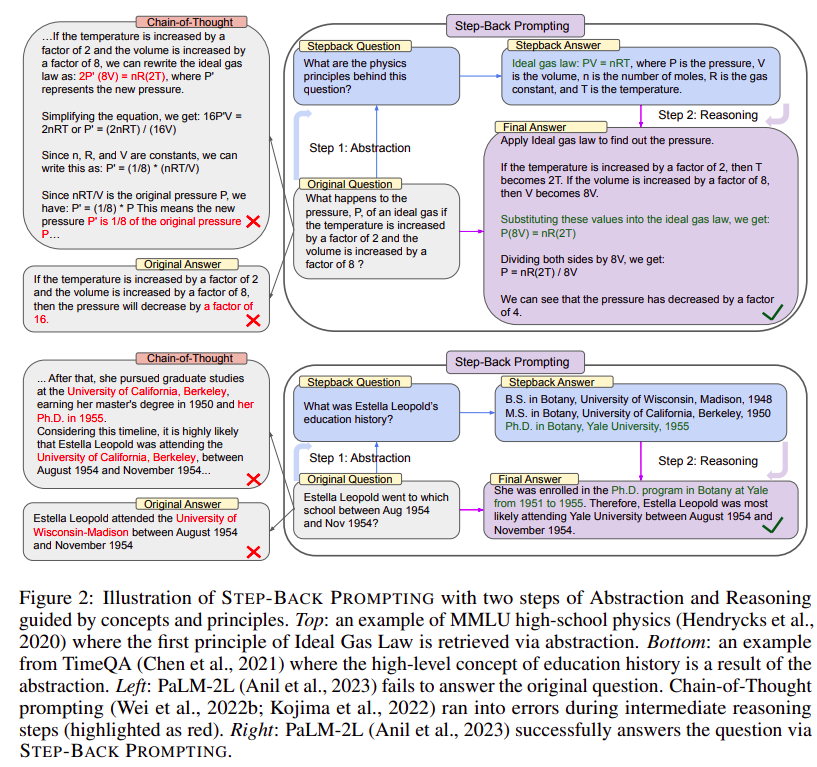 Chain-of-Thought
...If the temperature is increased by a
factor of 2 and the volume is increased by
a factor of 8, we can rewrite the ideal gas
law as: 2P' (8V) = nR(2T), where P'
represents the new pressure.
Simplifying the equation, we get: 16P'V =
2nRT or P' = (2nRT) / (16V)
Since n, R, and V are constants, we can
write this as: P' = (1/8) * (nRT/V)
Since nRT/V is the original pressure P, we
have: P' = (1/8) * P This means the new
pressure P' is 1/8 of the original pressure
P...
Original Answer
If the temperature is increased by a factor of 2
and the volume is increased by a factor of 8,
then the pressure will decrease by a factor of
16.
Step-Back Prompting
Stepback Question
What are the physics
principles behind this
question?
Stepback Answer
Ideal gas law: PV = nRT, where P is the pressure, V
is the volume, n is the number of moles, R is the gas
constant, and T is the temperature.
Step 1: Abstraction
Step 2: Reasoning
Original Question
What happens to the
pressure, P, of an ideal gas if
the temperature is increased
by a factor of 2 and the
volume is increased by a
factor of 8 ?
Final Answer
Apply Ideal gas law to find out the pressure.
If the temperature is increased by a factor of 2, then T
becomes 2T. If the volume is increased by a factor of 8,
then V becomes 8V.
Substituting these values into the ideal gas law, we get:
P(8V) = nR(2T)
Dividing both sides by 8V, we get:
P = nR(2T) / 8V
We can see that the pressure has decreased by a factor
of 4.
Chain-of-Thought
... After that, she pursued graduate studies
at the University of California, Berkeley,
earning her master's degree in 1950 and her
Ph.D. in 1955.
Considering this timeline, it is highly likely
that Estella Leopold was attending the
University of California, Berkeley, between
August 1954 and November 1954...
Original Answer
Estella Leopold attended the University of
Wisconsin-Madison between August 1954
and November 1954
Step-Back Prompting
Stepback Question
What was Estella Leopold's
education history?
Stepback Answer
B.S. in Botany, University of Wisconsin, Madison, 1948
M.S. in Botany, University of California, Berkeley, 1950
Ph.D. in Botany, Yale University, 1955
Step 1: Abstraction
Step 2: Reasoning
Original Question
Estella Leopold went to which
school between Aug 1954
and Nov 1954?
Final Answer
She was enrolled in the Ph.D. program in Botany at Yale
from 1951 to 1955. Therefore, Estella Leopold was most
likely attending Yale University between August 1954 and
November 1954.
Figure 2: Illustration of STEP-BACK PROMPTING with two steps of Abstraction and Reasoning
guided by concepts and principles. Top: an example of MMLU high-school physics (Hendrycks et al.,
2020) where the first principle of Ideal Gas Law is retrieved via abstraction. Bottom: an example
from TimeQA (Chen et al., 2021) where the high-level concept of education history is a result of the
abstraction. Left: PaLM-2L (Anil et al., 2023) fails to answer the original question. Chain-of-Thought
prompting (Wei et al., 2022b; Kojima et al., 2022) ran into errors during intermediate reasoning
steps (highlighted as red). Right: PaLM-2L (Anil et al., 2023) successfully answers the question via
STEP-BACK PROMPTING.